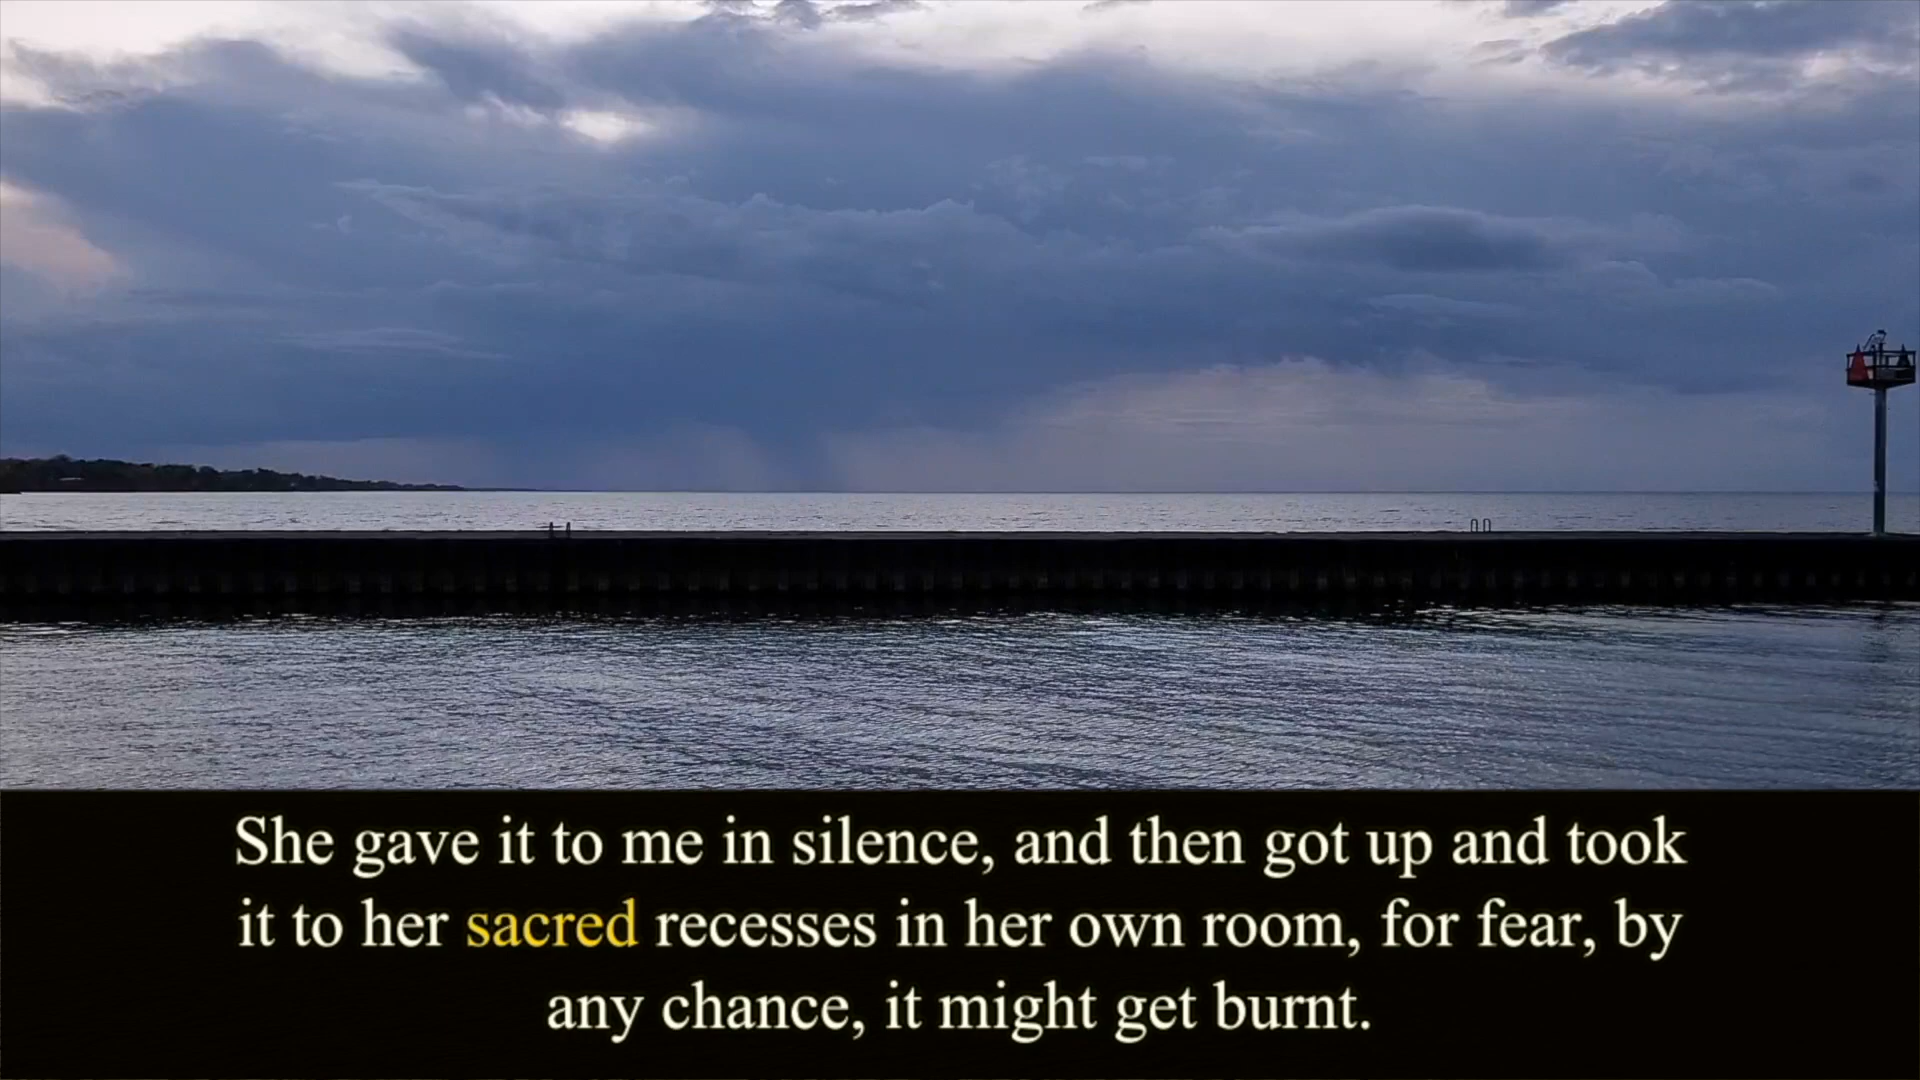 She gave it to me in silence, and then got up and took
it to her sacred recesses in her own room, for fear, by
any chance, it might get burnt.